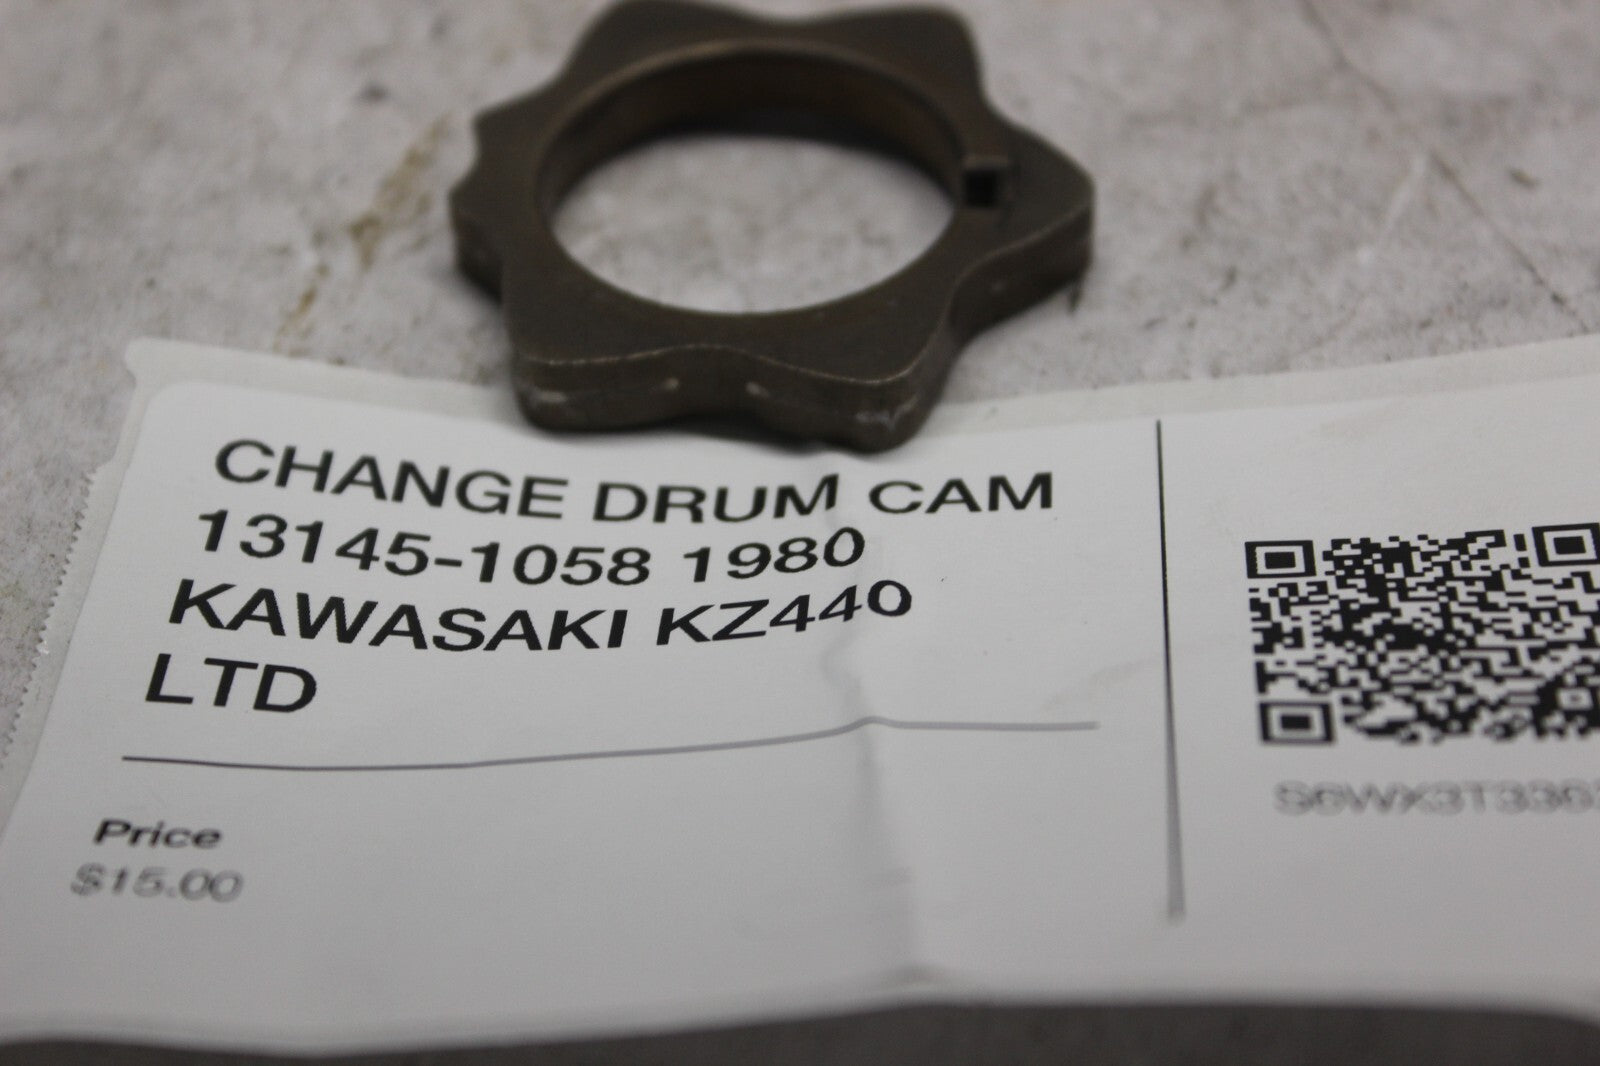 CHANGE DRUM CAM
13145-1058 1980
KAWASAKI KZ440
LTD
Price
$15.00